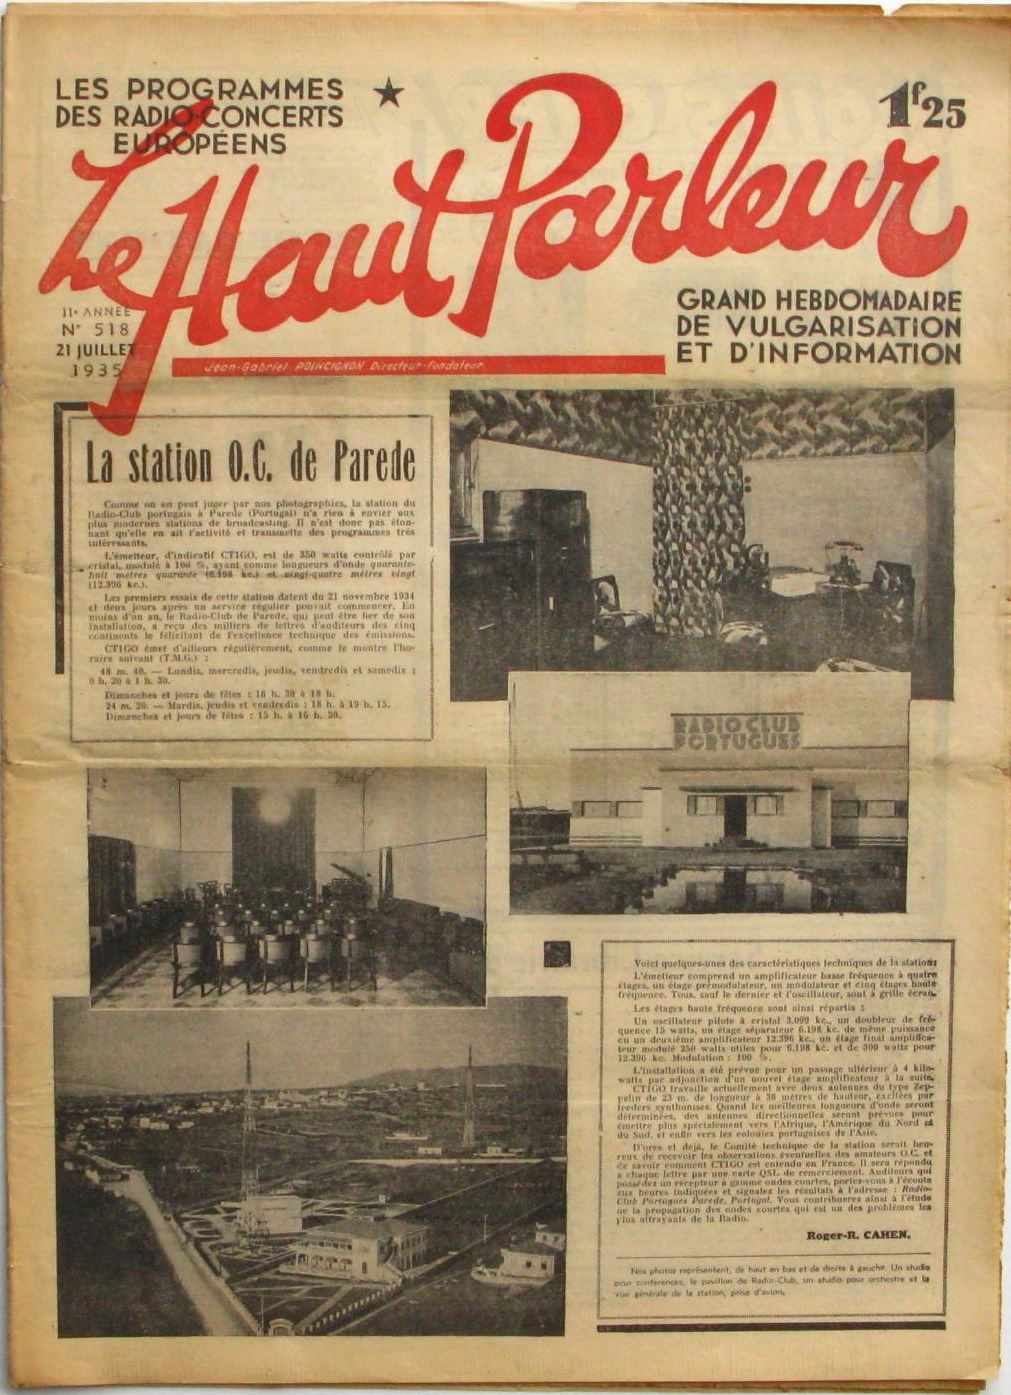 LES PROGRAMMES
DES RADIO-CONCERTS
EUROPÉENS
1f25
Le Haut Parleur
11e ANNÉE
N° 518
21 JUILLET
1935
GRAND HEBDOMADAIRE
DE VULGARISATION
ET D'INFORMATION
Jean-Gabriel POINCIGNON Directeur-Fondateur
La station O.C. de Parede
Comme on en peut juger par nos photographies, la station du
Radio-Club portugais à Parede (Portugal) n'a rien à envier aux
plus modernes stations de broadcasting. Il n'est donc pas éton-
nant qu'elle en ait l'activité et transmette des programmes très
intéressants.
L'émetteur, d'indicatif CT1GO, est de 350 watts contrôlé par
cristal, modulé à 100 %, ayant comme longueurs d'onde quarante-
huit mètres quarante (6.198 kc.) et vingt-quatre mètres vingt
(12.396 kc.).
Les premiers essais de cette station datent du 21 novembre 1934
et deux jours après un service régulier pouvait commencer. En
moins d'un an, le Radio-Club de Parede, qui peut être fier de son
installation, a reçu des milliers de lettres d'auditeurs des cinq
continents le félicitant de l'excellence technique des émissions.
CT1GO émet d'ailleurs régulièrement, comme le montre l'ho-
raire suivant (T.M.G.) :
48 m. 40. — Lundis, mercredis, jeudis, vendredis et samedis :
0 h. 20 à 1 h. 30.
Dimanches et jours de fêtes : 16 h. 30 à 18 h.
24 m. 20. — Mardis, jeudis et vendredis : 18 h. à 19 h. 15.
Dimanches et jours de fêtes : 15 h. à 16 h. 30.
RADIO CLUB
PORTUGUES
Voici quelques-unes des caractéristiques techniques de la station:
L'émetteur comprend un amplificateur basse fréquence à quatre
étages, un étage prémodulateur, un modulateur et cinq étages haute
fréquence. Tous, sauf le dernier et l'oscillateur, sont à grille écran.
Les étages haute fréquence sont ainsi répartis :
Un oscillateur pilote à cristal 3.099 kc., un doubleur de fré-
quence 15 watts, un étage séparateur 6.198 kc. de même puissance
ou un deuxième amplificateur 12.396 kc., un étage final amplifica-
teur modulé 350 watts utiles pour 6.198 kc. et de 300 watts pour
12.396 kc. Modulation : 100 %.
L'installation a été prévue pour un passage ultérieur à 4 kilo-
watts par adjonction d'un nouvel étage amplificateur à la suite.
CT1GO travaille actuellement avec deux antennes du type Zep-
pelin de 23 m. de longueur à 36 mètres de hauteur, excitées par
feeders synthonisés. Quand les meilleures longueurs d'onde seront
déterminées, des antennes directionnelles seront prévues pour
émettre plus spécialement vers l'Afrique, l'Amérique du Nord et
du Sud, et enfin vers les colonies portugaises de l'Asie.
D'ores et déjà, le Comité technique de la station serait heu-
reux de recevoir les observations éventuelles des amateurs O.C. et
de savoir comment CT1GO est entendu en France. Il sera répondu
à chaque lettre par une carte QSL de remerciement. Auditeurs qui
possédez un récepteur à gamme ondes courtes, portez-vous à l'écoute
aux heures indiquées et signalez les résultats à l'adresse : Radio-
Club Portugues Parede, Portugal. Vous contribuerez ainsi à l'étude
de la propagation des ondes courtes qui est un des problèmes les
plus attrayants de la Radio.
Roger-R. CAHEN.
Nos photos représentent, de haut en bas et de droite à gauche. Un studio
pour conférences, le pavillon de Radio-Club, un studio pour orchestre et la
vue générale de la station, prise d'avion.